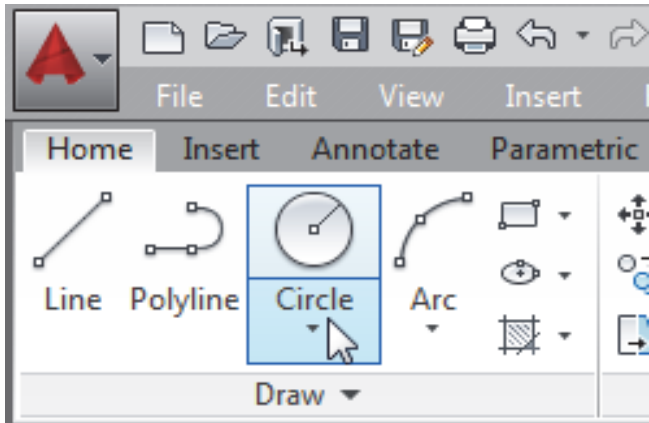 File Edit View Insert
Home Insert Annotate Parametric
Line Polyline Circle Arc
Draw